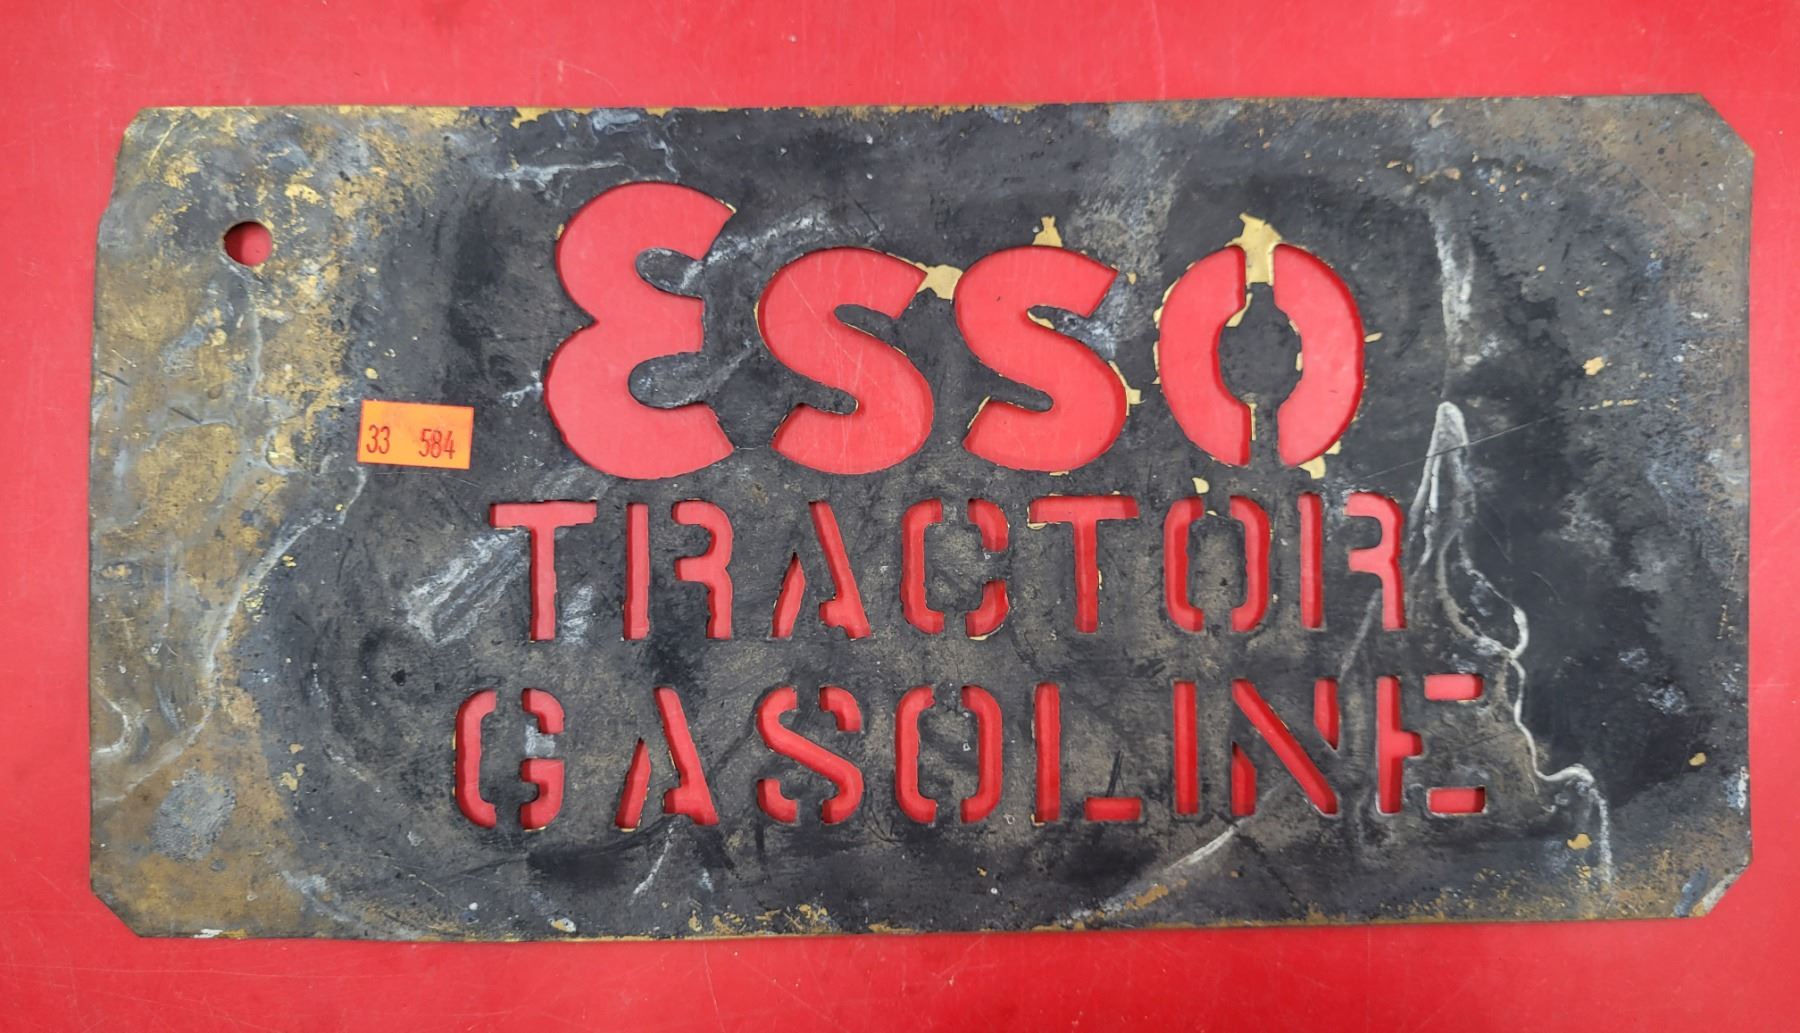 Esso
33 584
TRACTOR
GASOLINE